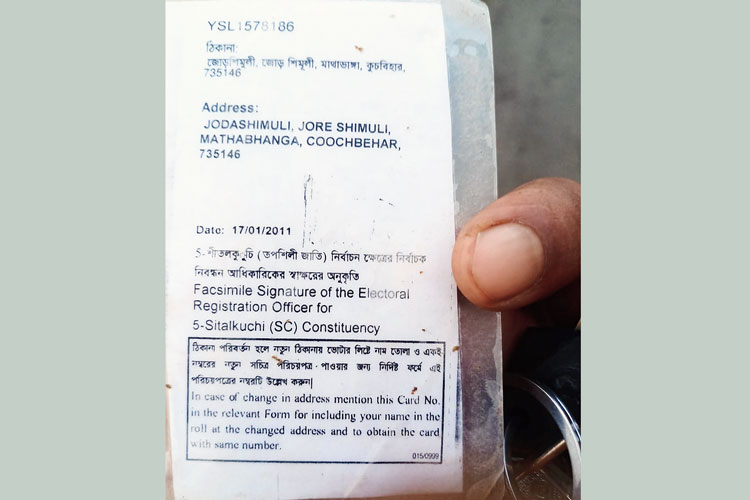 YSL1578186
ঠিকানা:
জোড়শিমুলী, জোড় শিমুলী, মাথাভাঙ্গা, কুচবিহার,
735146
Address:
JODASHIMULI, JORE SHIMULI,
MATHABHANGA, COOCHBEHAR,
735146
Date: 17/01/2011
5-শীতলকুচি (তপশিলী জাতি) নির্বাচন ক্ষেত্রের নির্বাচক
নিবন্ধন আধিকারিকের স্বাক্ষরের অনুকৃতি
Facsimile Signature of the Electoral
Registration Officer for
5-Sitalkuchi (SC) Constituency
ঠিকানা পরিবর্তন হলে নতুন ঠিকানায় ভোটার লিষ্টে নাম তোলা ও একই
নম্বরের নতুন সচিত্র পরিচয়পত্র পাওয়ার জন্য নির্দিষ্ট ফর্মে এই
পরিচয়পত্রের নম্বরটি উল্লেখ করুন।
In case of change in address mention this Card No.
in the relevant Form for including your name in the
roll at the changed address and to obtain the card
with same number.
015/0999